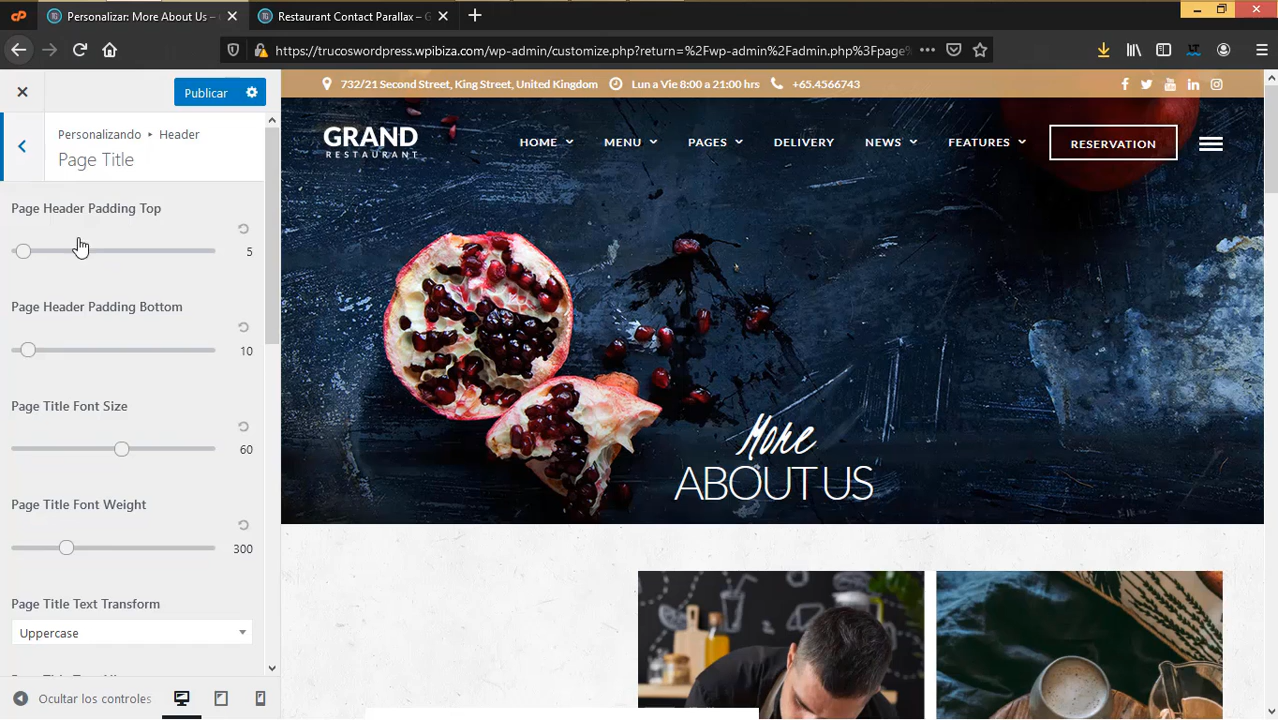 Personalizar: More About Us –
Restaurant Contact Parallax – G
https://trucoswordpress.wpibiza.com/wp-admin/customize.php?return=%2Fwp-admin%2Fadmin.php%3Fpage
Publicar
Personalizando ▸ Header
Page Title
Page Header Padding Top
5
Page Header Padding Bottom
10
Page Title Font Size
60
Page Title Font Weight
300
Page Title Text Transform
Uppercase
Ocultar los controles
732/21 Second Street, King Street, United Kingdom
Lun a Vie 8:00 a 21:00 hrs
+65.4566743
GRAND
RESTAURANT
HOME
MENU
PAGES
DELIVERY
NEWS
FEATURES
RESERVATION
More
ABOUT US